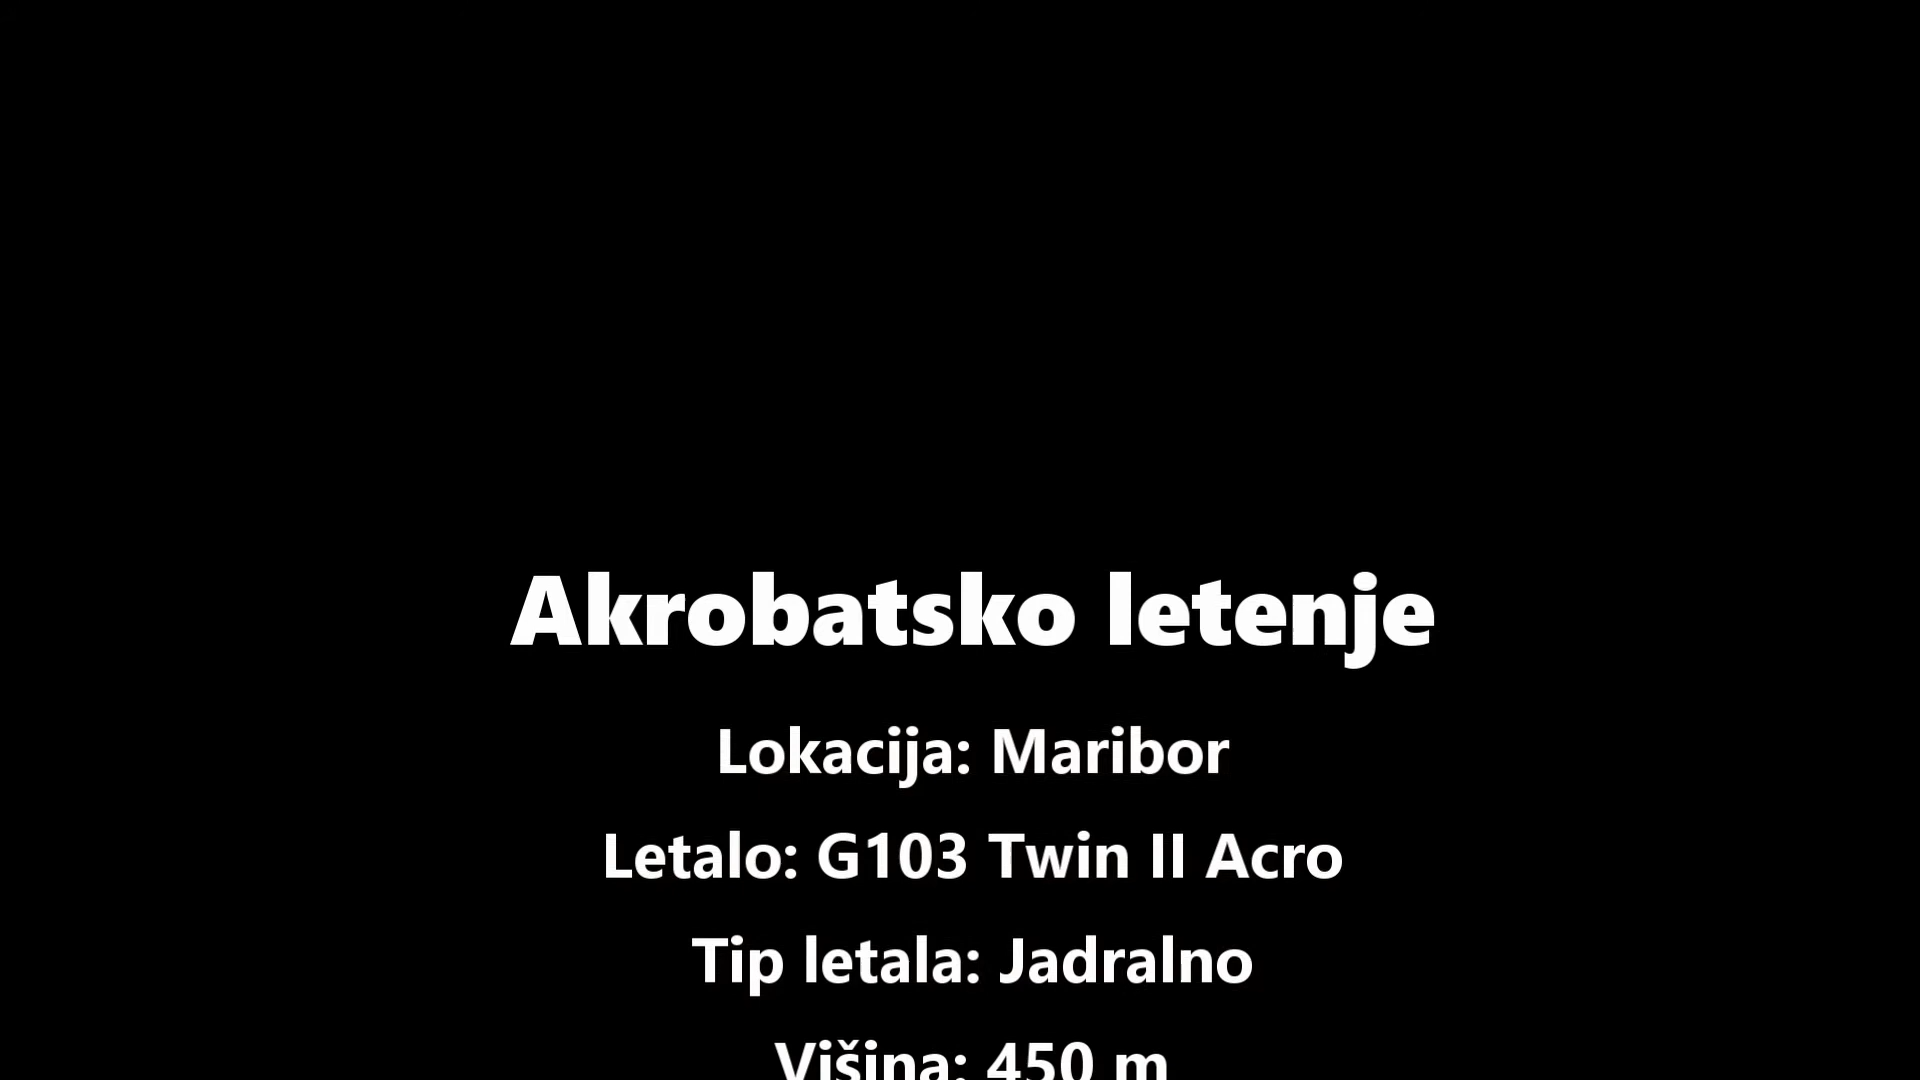 Akrobatsko letenje
Lokacija: Maribor
Letalo: G103 Twin II Acro
Tip letala: Jadralno
Višina: 450 m